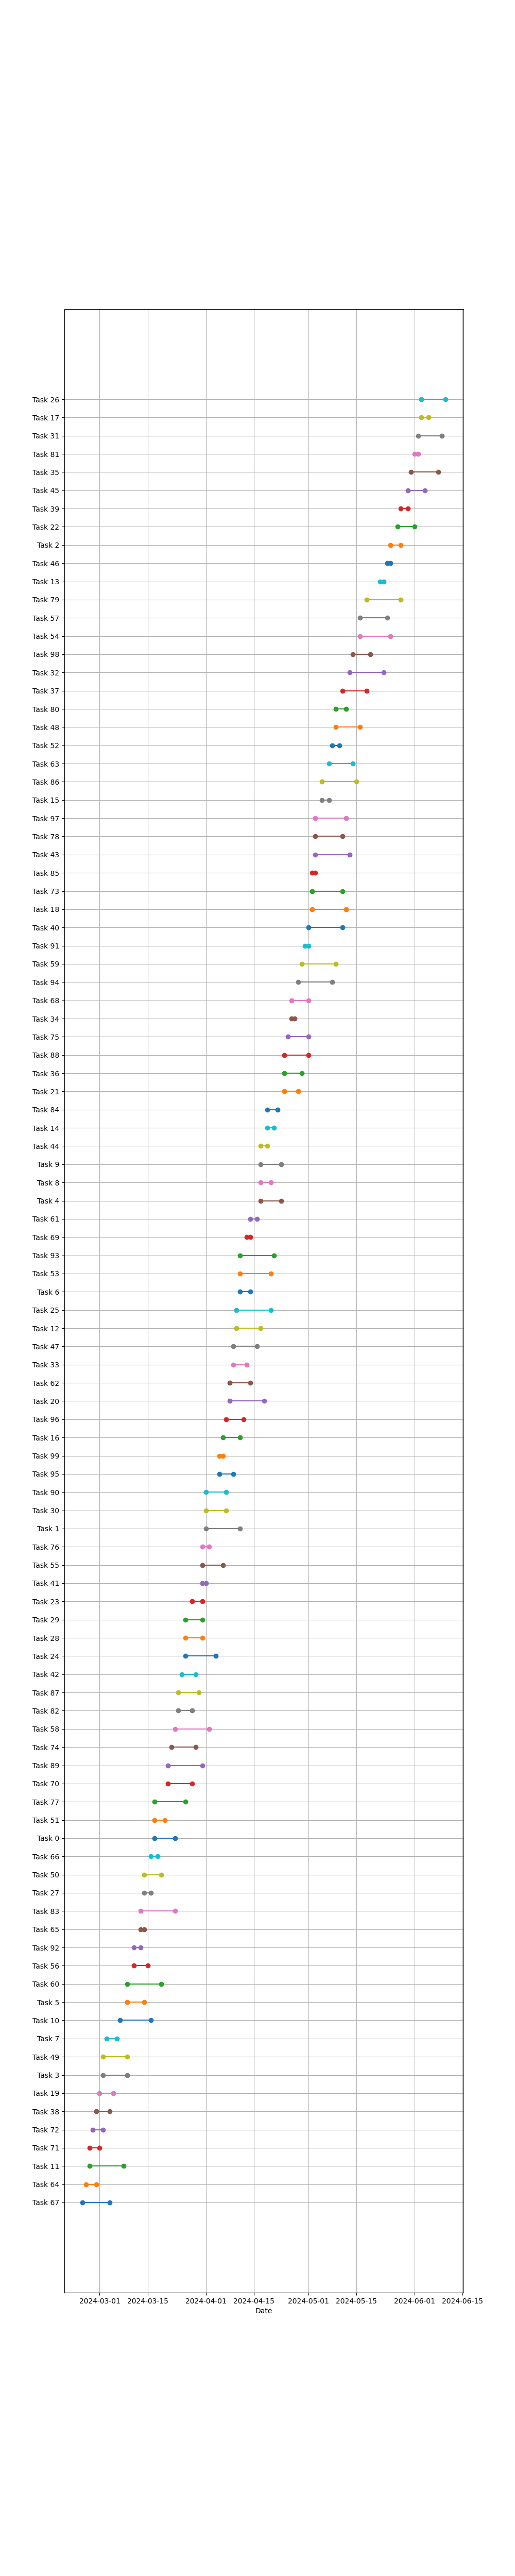 Task 26
Task 17
Task 31
Task 81
Task 35
Task 45
Task 39
Task 22
Task 2
Task 46
Task 13
Task 79
Task 57
Task 54
Task 98
Task 32
Task 37
Task 80
Task 48
Task 52
Task 63
Task 86
Task 15
Task 97
Task 78
Task 43
Task 85
Task 73
Task 18
Task 40
Task 91
Task 59
Task 94
Task 68
Task 34
Task 75
Task 88
Task 36
Task 21
Task 84
Task 14
Task 44
Task 9
Task 8
Task 4
Task 61
Task 69
Task 93
Task 53
Task 6
Task 25
Task 12
Task 47
Task 33
Task 62
Task 20
Task 96
Task 16
Task 99
Task 95
Task 90
Task 30
Task 1
Task 76
Task 55
Task 41
Task 23
Task 29
Task 28
Task 24
Task 42
Task 87
Task 82
Task 58
Task 74
Task 89
Task 70
Task 77
Task 51
Task 0
Task 66
Task 50
Task 27
Task 83
Task 65
Task 92
Task 56
Task 60
Task 5
Task 10
Task 7
Task 49
Task 3
Task 19
Task 38
Task 72
Task 71
Task 11
Task 64
Task 67
2024-03-01 2024-03-15 2024-04-01 2024-04-15 2024-05-01 2024-05-15 2024-06-01 2024-06-15
Date